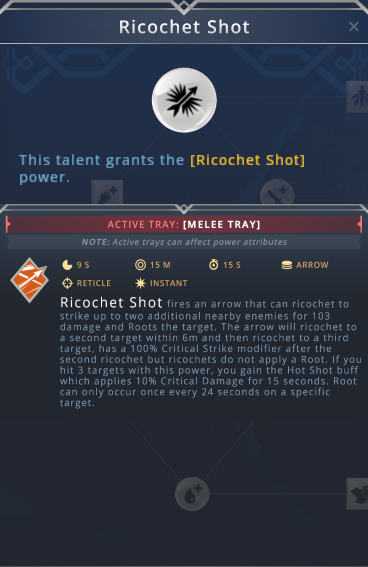 Ricochet Shot
This talent grants the [Ricochet Shot]
power.
ACTIVE TRAY: [MELEE TRAY]
NOTE: Active trays can affect power attributes
9 S 15 M 15 S ARROW
RETICLE INSTANT
Ricochet Shot fires an arrow that can ricochet to
strike up to two additional nearby enemies for 103
damage and Roots the target. The arrow will ricochet to
a second target within 6m and then ricochet to a third
target, has a 100% Critical Strike modifier after the
second ricochet but ricochets do not apply a Root. If you
hit 3 targets with this power, you gain the Hot Shot buff
which applies 10% Critical Damage for 15 seconds. Root
can only occur once every 24 seconds on a specific
target.